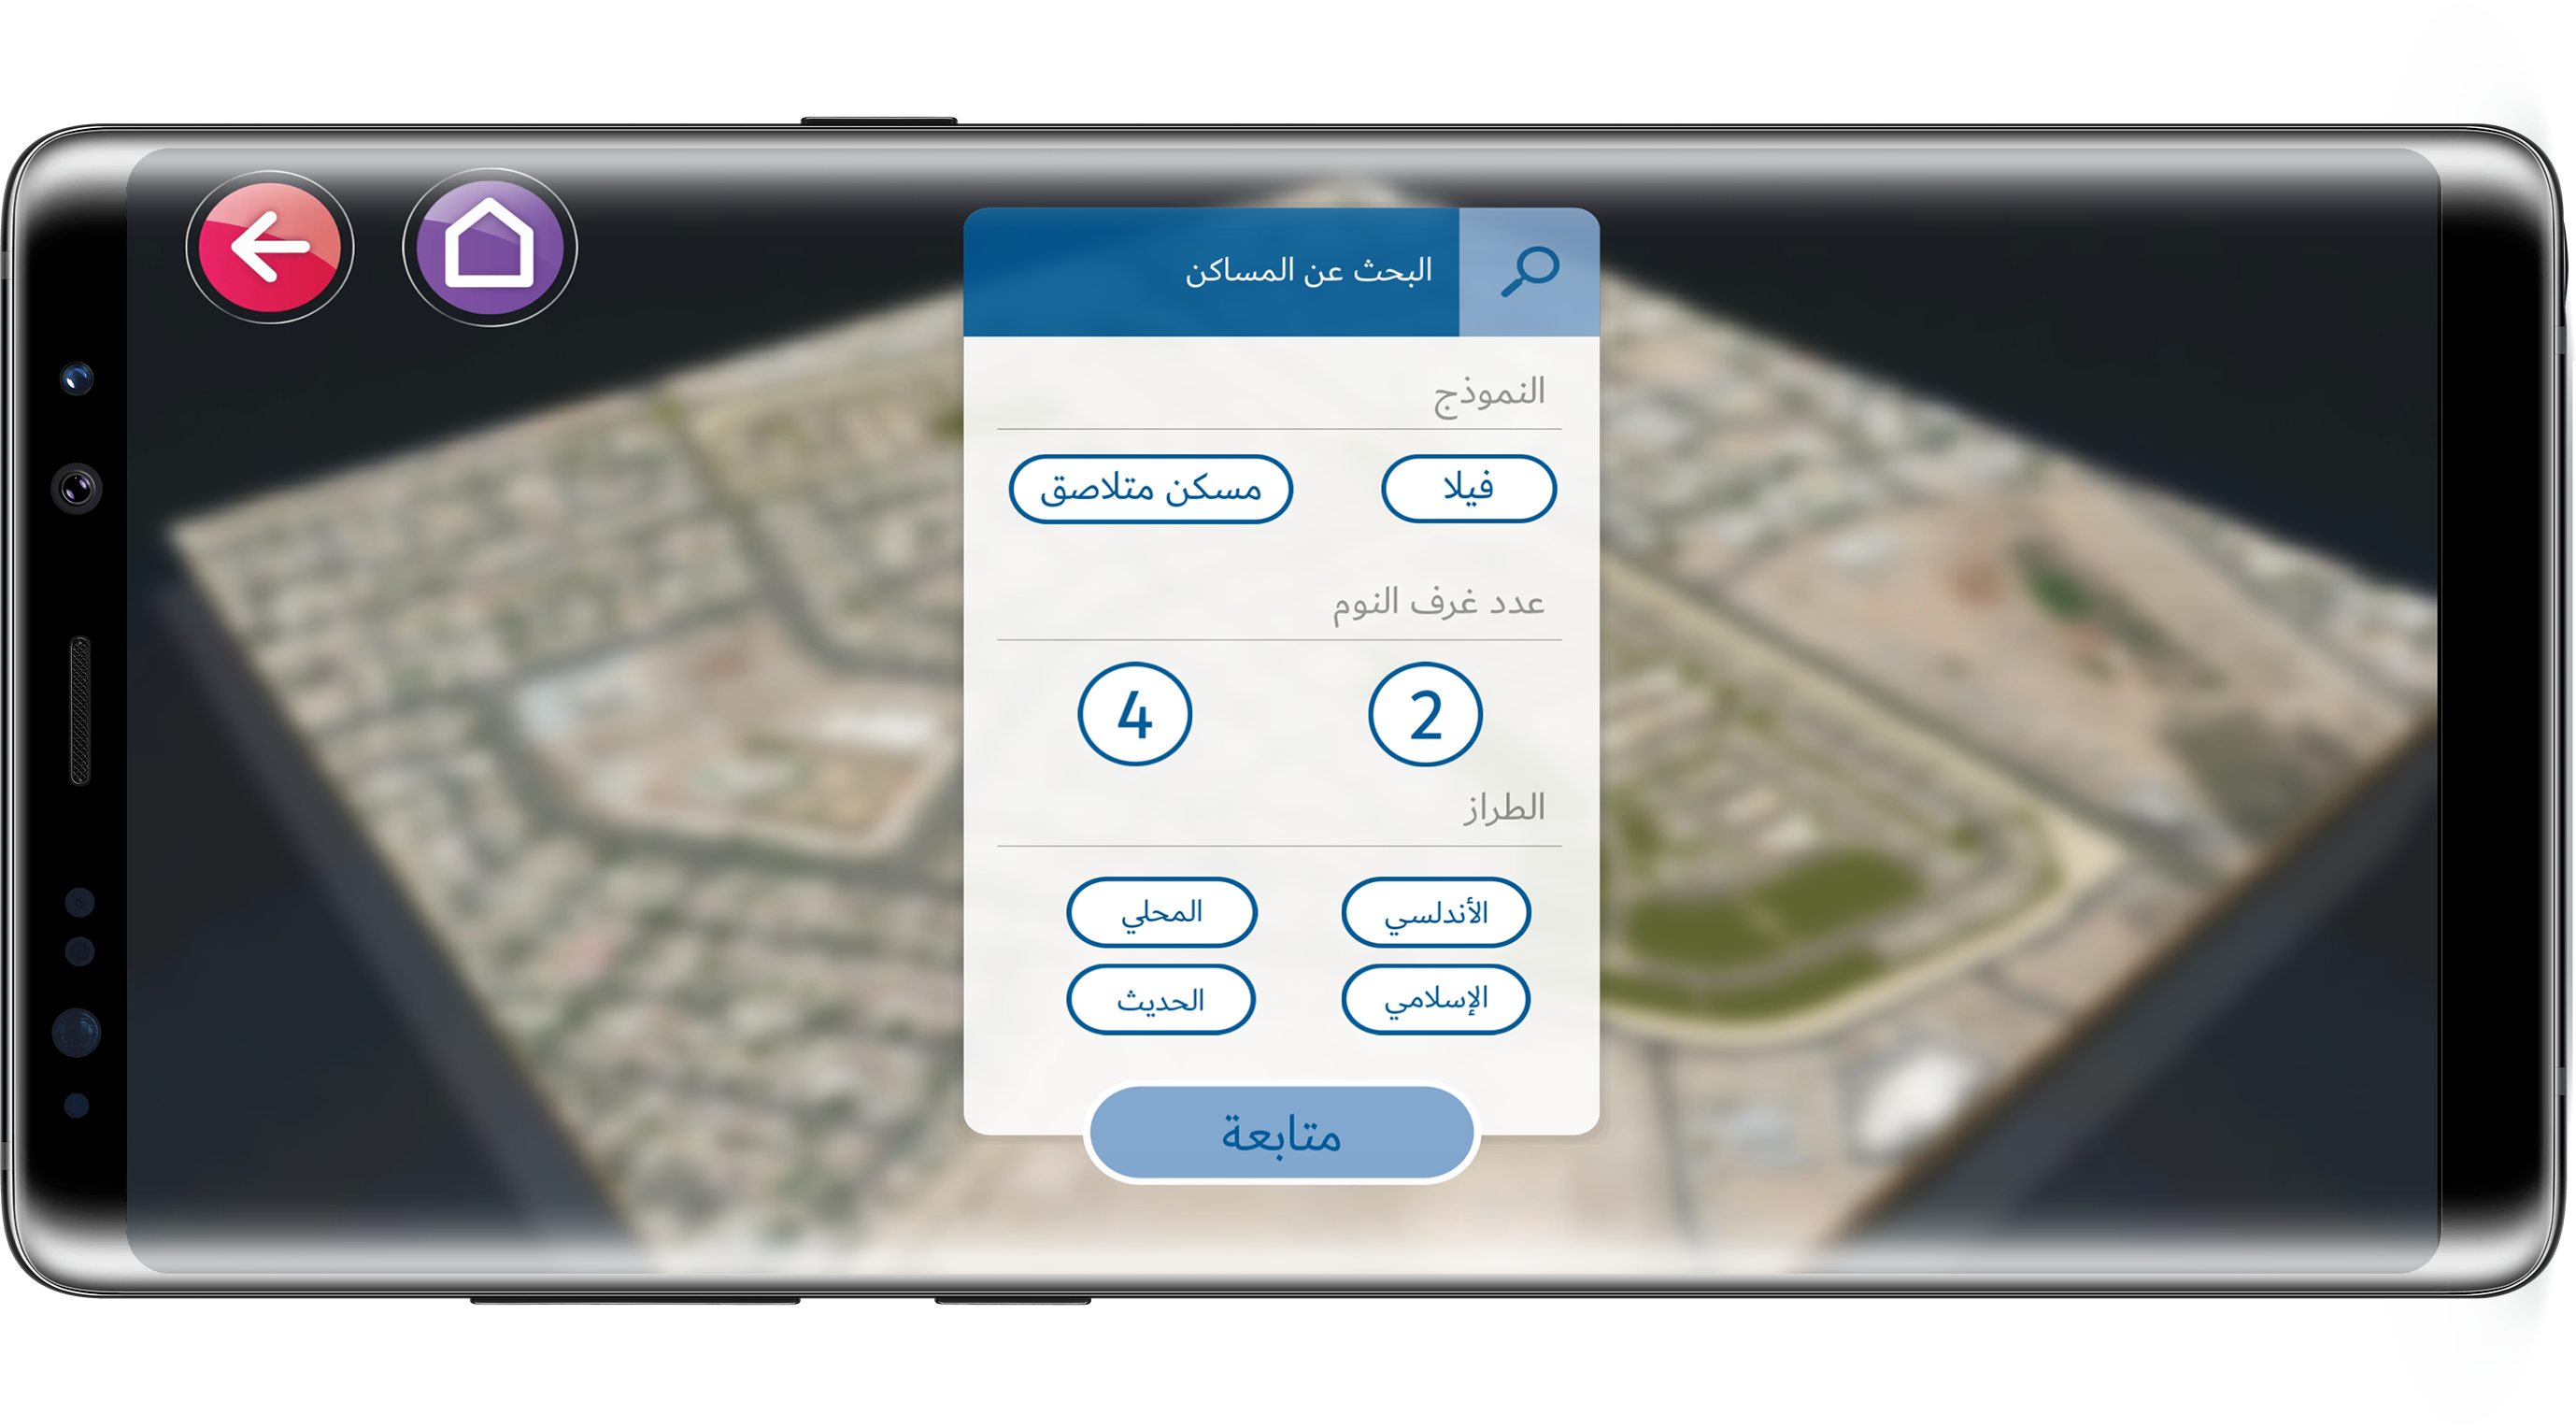 البحث عن المساكن
النموذج
فيلا
مسكن متلاصق
عدد غرف النوم
2
4
الطراز
الأندلسي
المحلي
الإسلامي
الحديث
متابعة